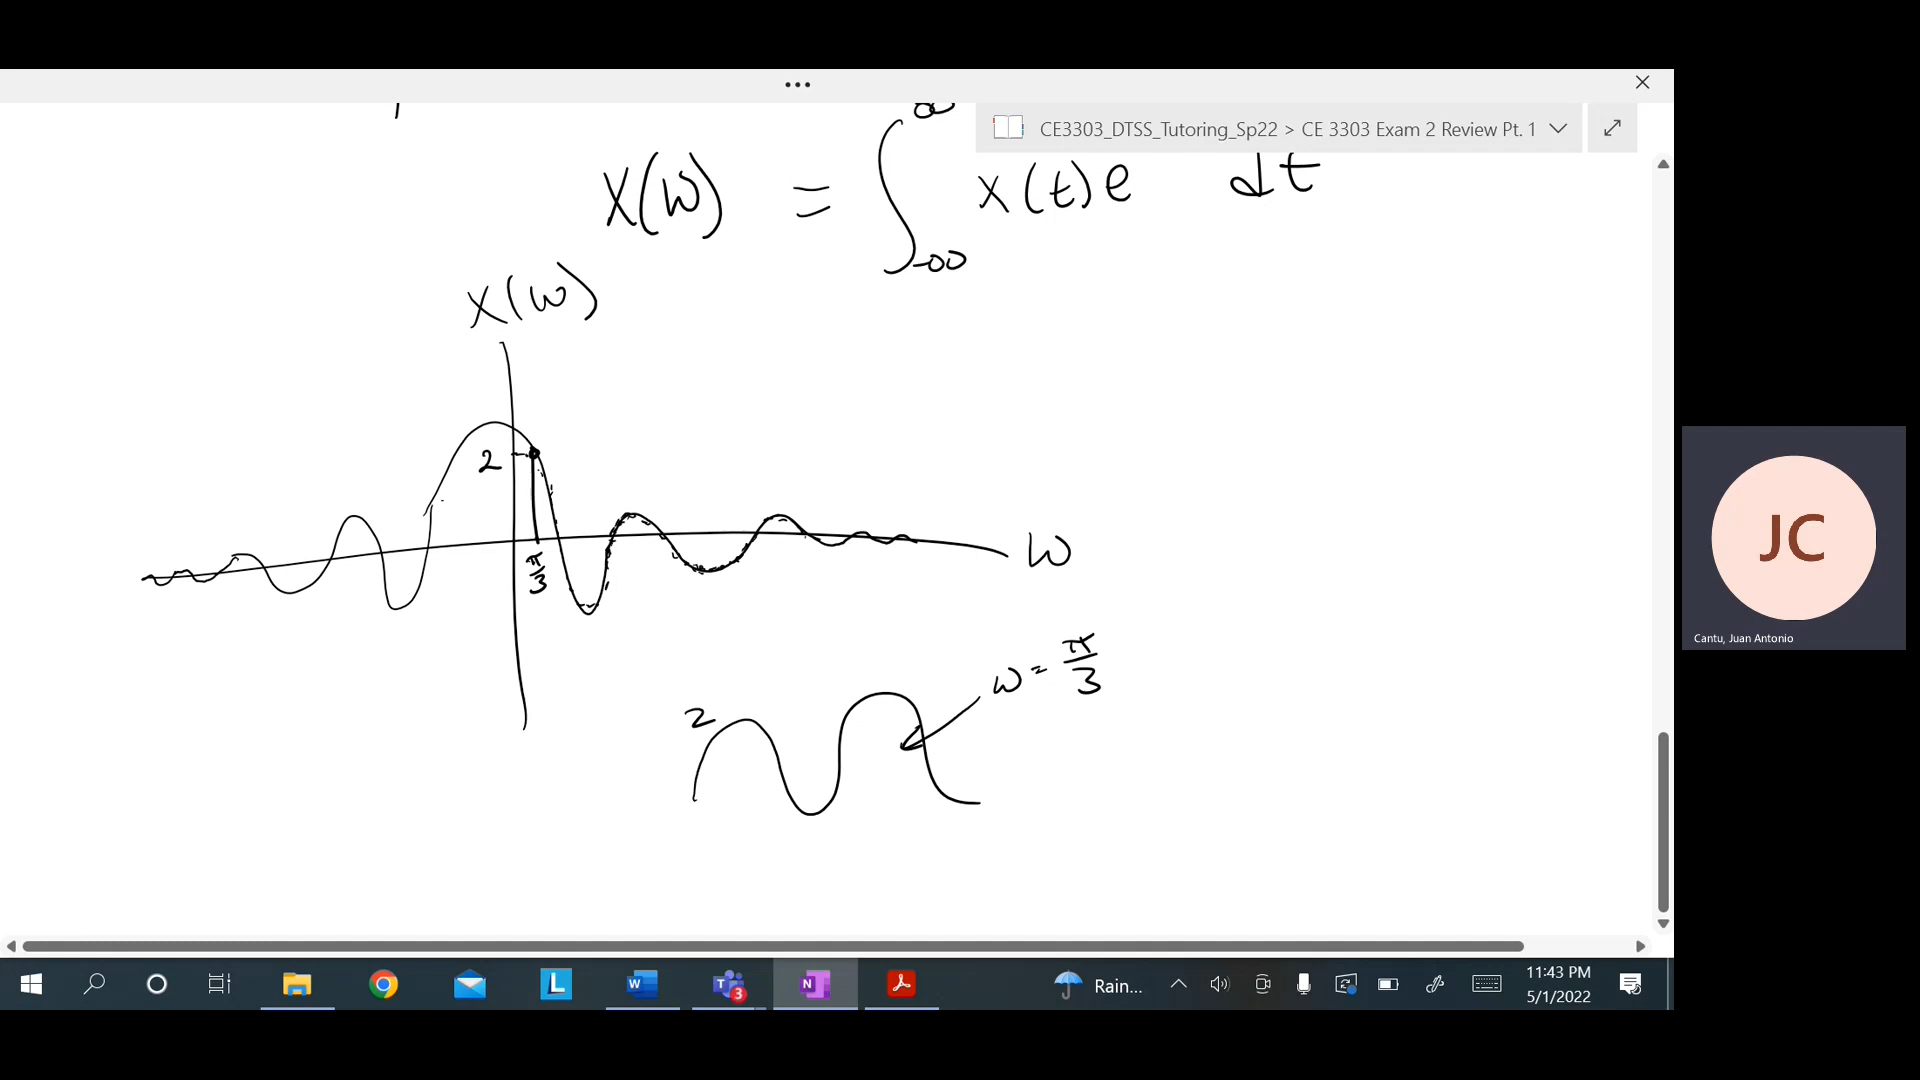 CE3303_DTSS_Tutoring_Sp22 > CE 3303 Exam 2 Review Pt. 1
X(w) = ∫ ∞ -∞ x(t)e dt
X(w)
2
π/3
w
w = π/3
2
JC
Cantu, Juan Antonio
3
Rain...
11:43 PM
5/1/2022